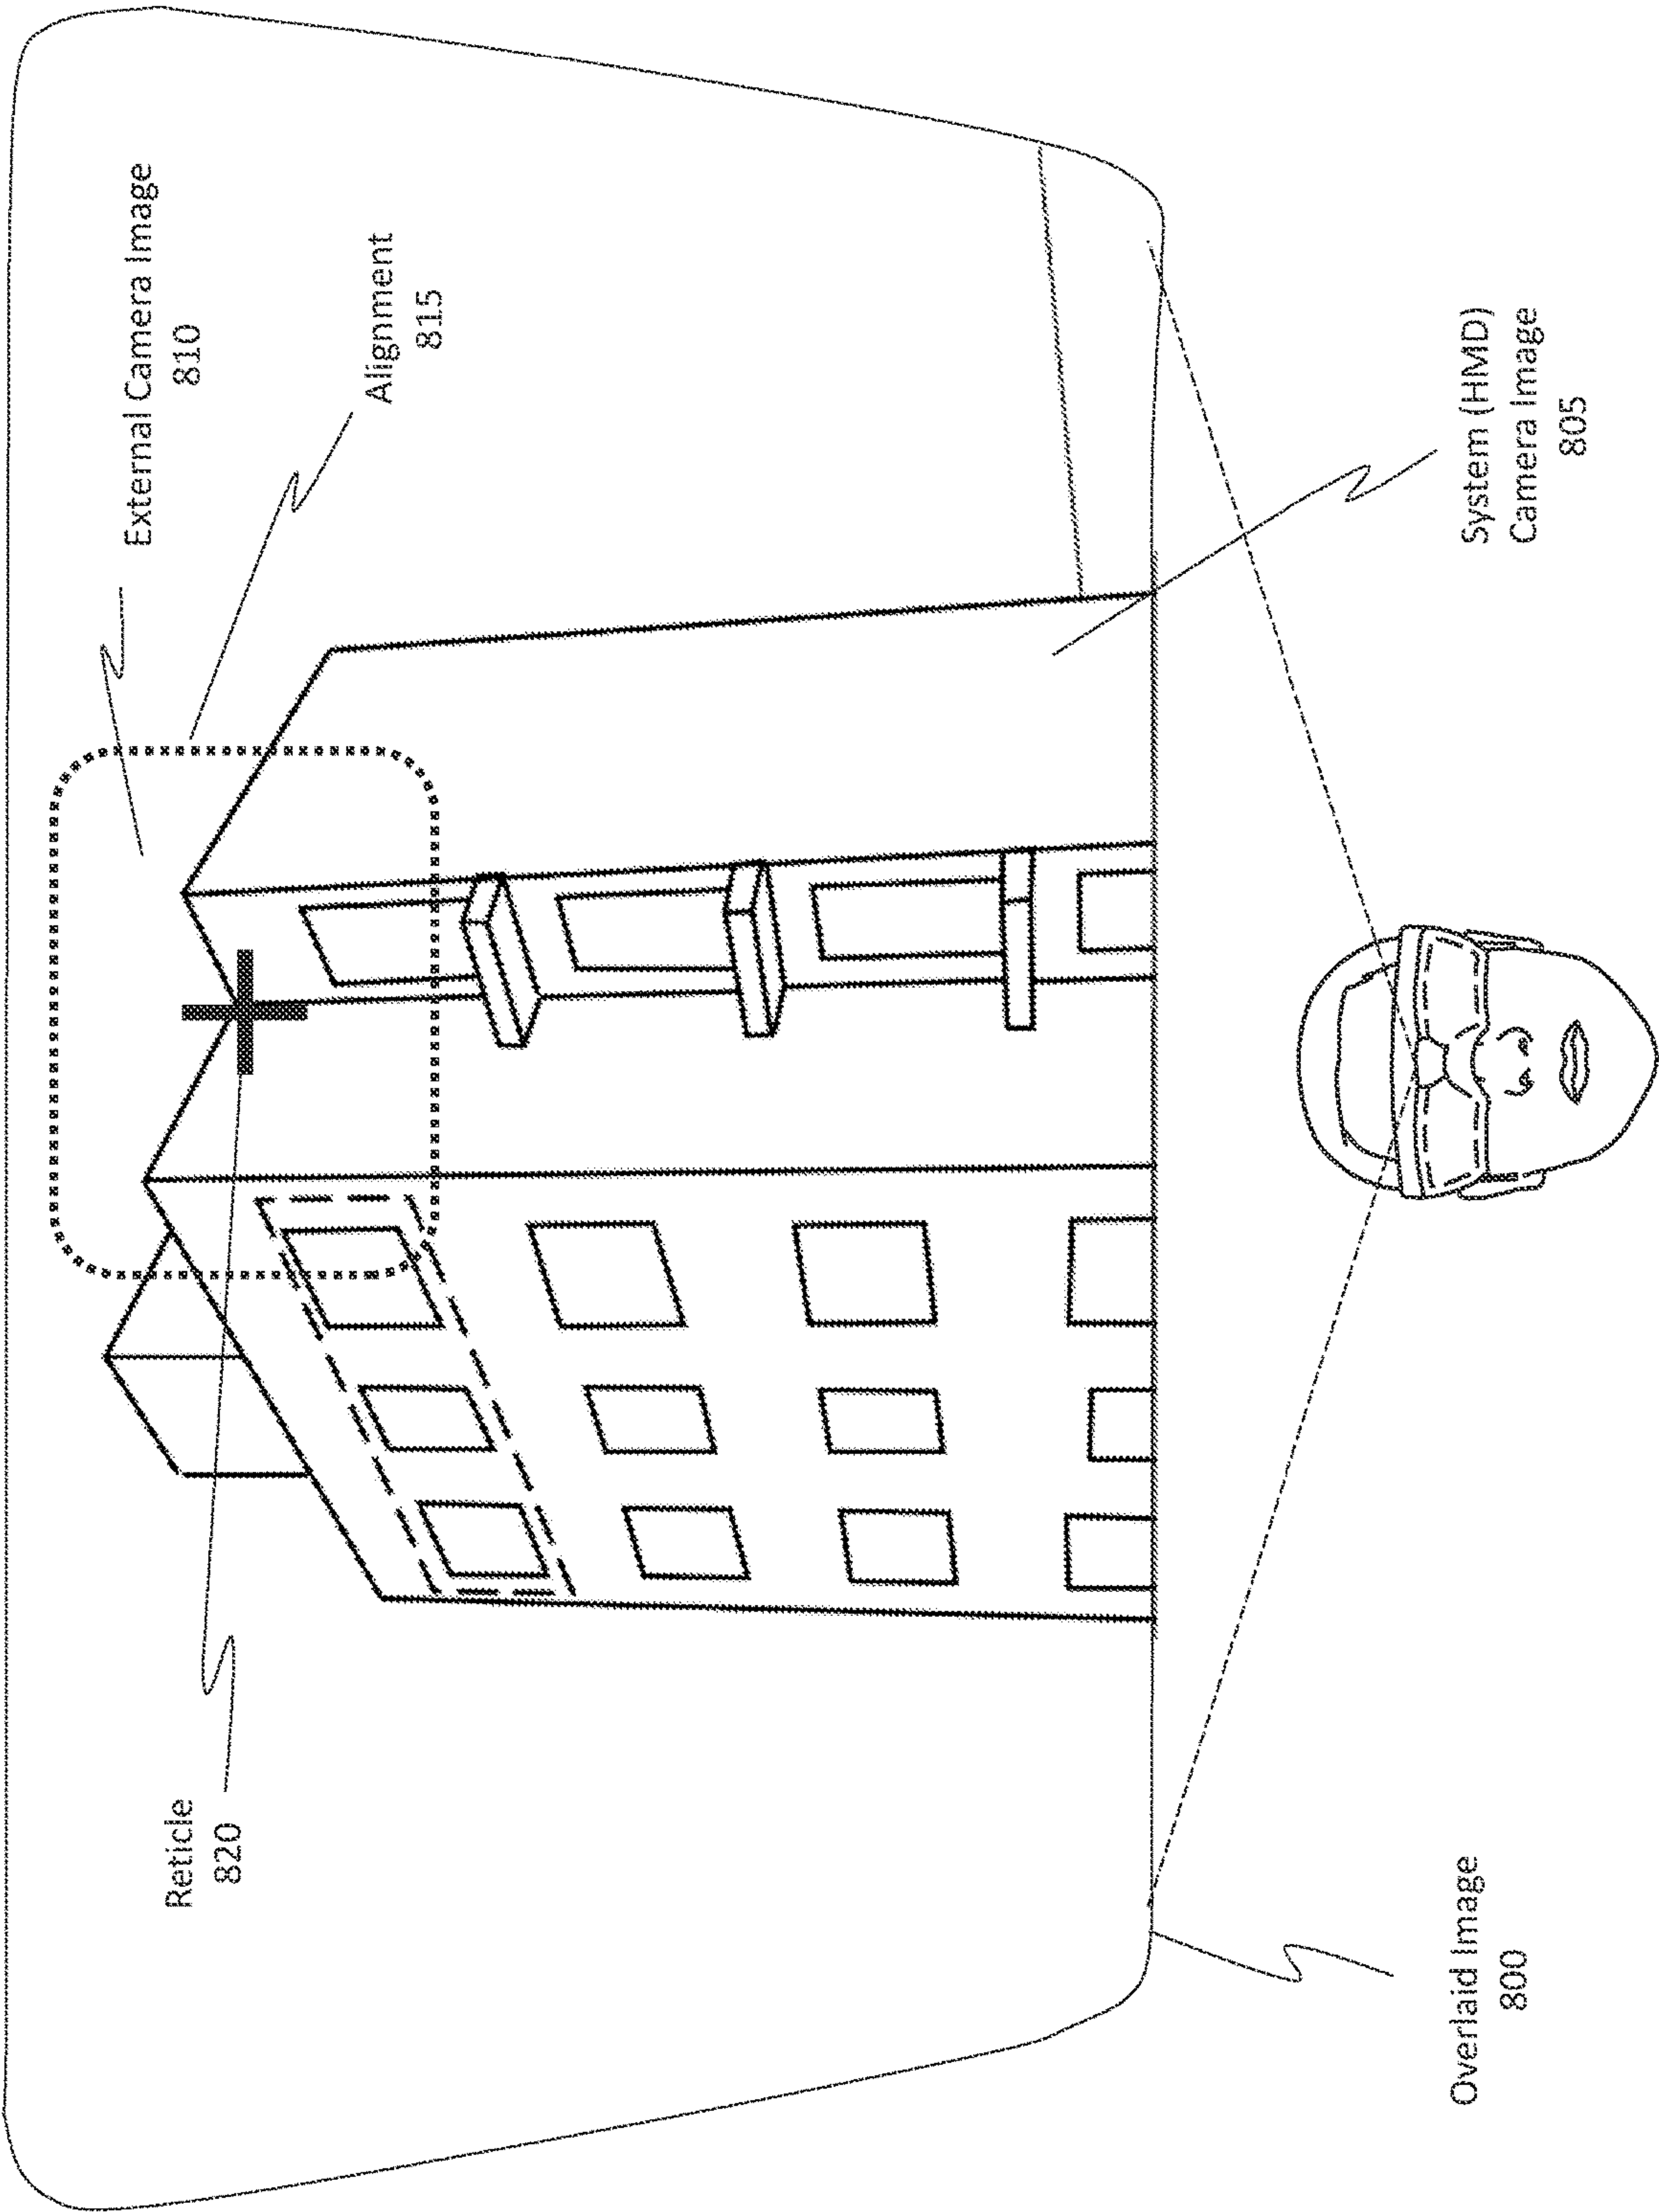 External Camera Image
810
Alignment
815
Reticle
820
System (HMD)
Camera Image
805
Overlaid Image
800